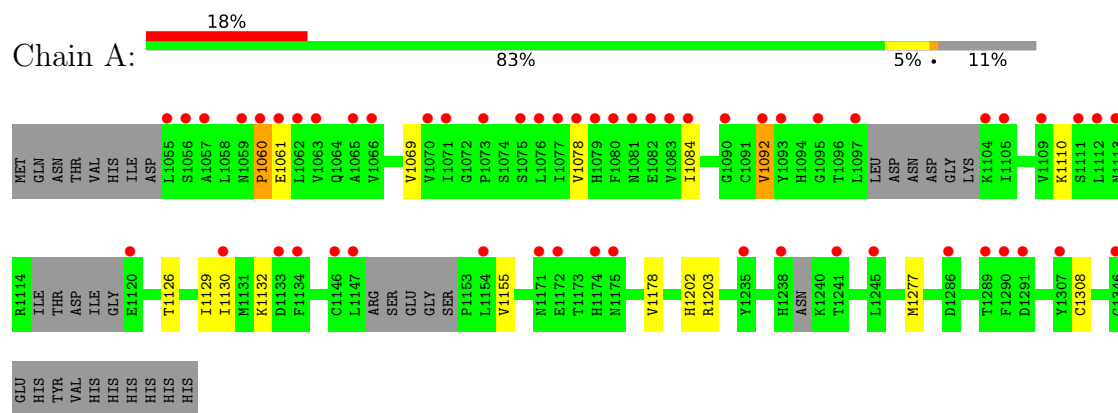 18%
Chain A:
83% 5% • 11%
MET GLN ASN THR VAL HIS ILE ASP L1055 S1056 A1057 L1058 N1059 P1060 E1061 L1062 V1063 Q1064 A1065 V1066 V1069 V1070 I1071 G1072 P1073 S1074 S1075 L1076 I1077 V1078 H1079 F1080 N1081 E1082 V1083 I1084 G1090 C1091 V1092 Y1093 H1094 G1095 T1096 L1097 LEU ASP ASN ASP GLY LYS K1104 I1105 V1109 K1110 S1111 L1112 N1113
R1114 ILE THR ASP ILE GLY E1120 T1126 I1129 I1130 M1131 K1132 D1133 F1134 C1146 L1147 ARG SER GLU GLY SER P1153 L1154 V1155 N1171 E1172 T1173 H1174 N1175 V1178 H1202 R1203 Y1235 H1238 ASN K1240 T1241 L1245 M1277 D1286 T1289 F1290 D1291 Y1307 C1308 G1346
GLU HIS TYR VAL HIS HIS HIS HIS HIS HIS